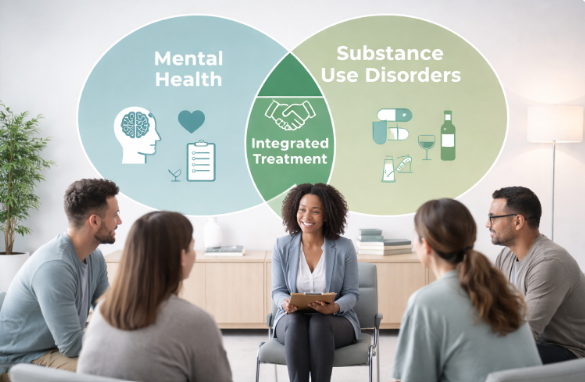 Mental
Health
Substance
Use Disorders
Integrated
Treatment